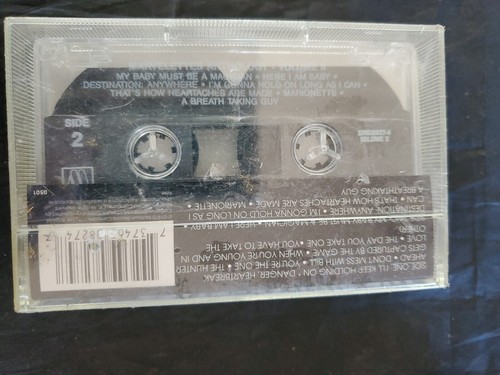 MY BABY MUST BE A MAGICIAN • HERE I AM BABY •
DESTINATION: ANYWHERE • I'M GONNA HOLD ON LONG AS I CAN •
THAT'S HOW HEARTACHES ARE MADE • MARIONETTE •
A BREATH TAKING GUY
SIDE
2
SIDE ONE: I'LL KEEP HOLDING ON • DANGER: HEARTBREAK
AHEAD • DON'T MESS WITH BILL • YOU'RE THE ONE • THE HUNTER
GETS CAPTURED BY THE GAME • WHEN YOU'RE YOUNG AND IN
LOVE • THE DAY YOU TAKE ONE (YOU HAVE TO TAKE THE
OTHER)
MUST BE A MAGICIAN • HERE I AM BABY
DESTINATION: ANYWHERE • I'M GONNA HOLD ON LONG AS I
CAN • THAT'S HOW HEARTACHES ARE MADE • MARIONETTE •
A BREATHTAKING GUY